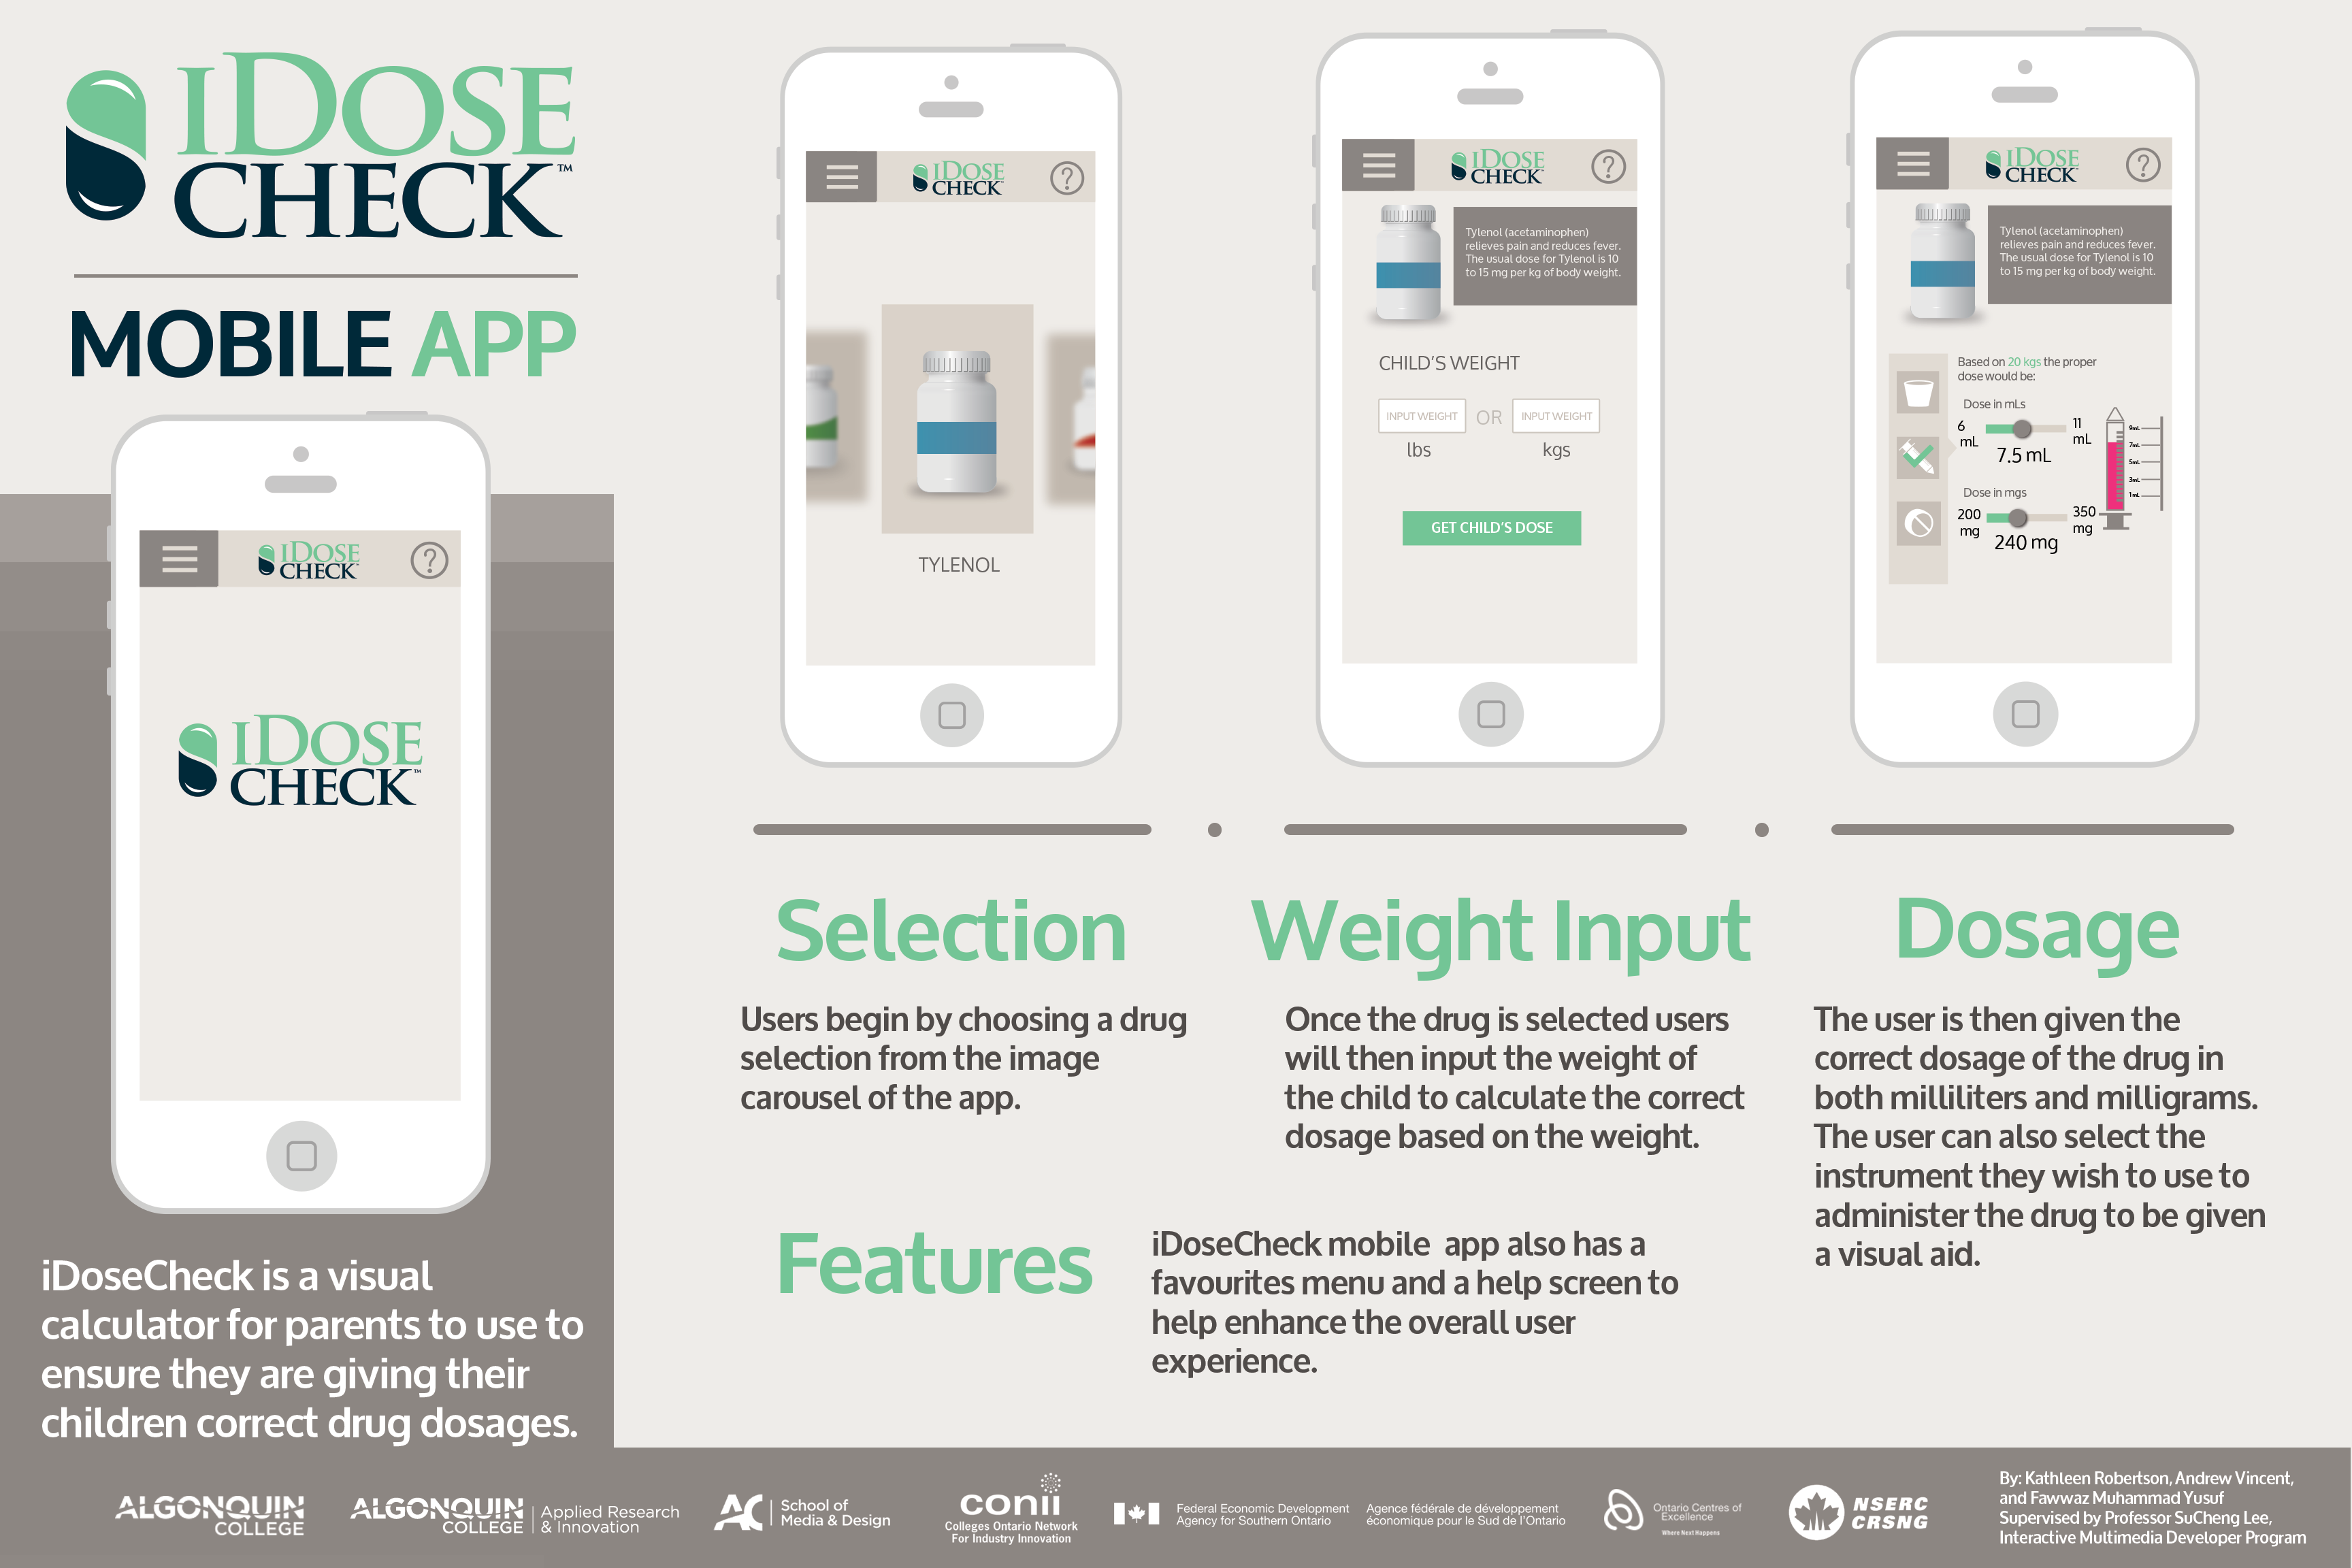 iDOSE
CHECK™
MOBILE APP
iDOSE
CHECK
?
iDOSE
CHECK™
iDoseCheck is a visual
calculator for parents to use to
ensure they are giving their
children correct drug dosages.
iDOSE
CHECK
?
TYLENOL
iDOSE
CHECK
?
Tylenol (acetaminophen)
relieves pain and reduces fever.
The usual dose for Tylenol is 10
to 15 mg per kg of body weight.
CHILD'S WEIGHT
INPUT WEIGHT OR INPUT WEIGHT
lbs kgs
GET CHILD'S DOSE
iDOSE
CHECK
?
Tylenol (acetaminophen)
relieves pain and reduces fever.
The usual dose for Tylenol is 10
to 15 mg per kg of body weight.
Based on 20 kgs the proper
dose would be:
Dose in mLs
6 mL
11 mL
7.5 mL
9mL
7mL
5mL
3mL
1mL
Dose in mgs
200 mg
350 mg
240 mg
Selection
Users begin by choosing a drug
selection from the image
carousel of the app.
Weight Input
Once the drug is selected users
will then input the weight of
the child to calculate the correct
dosage based on the weight.
Dosage
The user is then given the
correct dosage of the drug in
both milliliters and milligrams.
The user can also select the
instrument they wish to use to
administer the drug to be given
a visual aid.
Features
iDoseCheck mobile app also has a
favourites menu and a help screen to
help enhance the overall user
experience.
ALGONQUIN
COLLEGE
ALGONQUIN
COLLEGE
Applied Research
& Innovation
AC
School of
Media & Design
conii
Colleges Ontario Network
For Industry Innovation
Federal Economic Development
Agency for Southern Ontario
Agence fédérale de développement
économique pour le Sud de l'Ontario
Ontario Centres of
Excellence
Where Next Happens
NSERC
CRSNG
By: Kathleen Robertson, Andrew Vincent,
and Fawwaz Muhammad Yusuf
Supervised by Professor SuCheng Lee,
Interactive Multimedia Developer Program